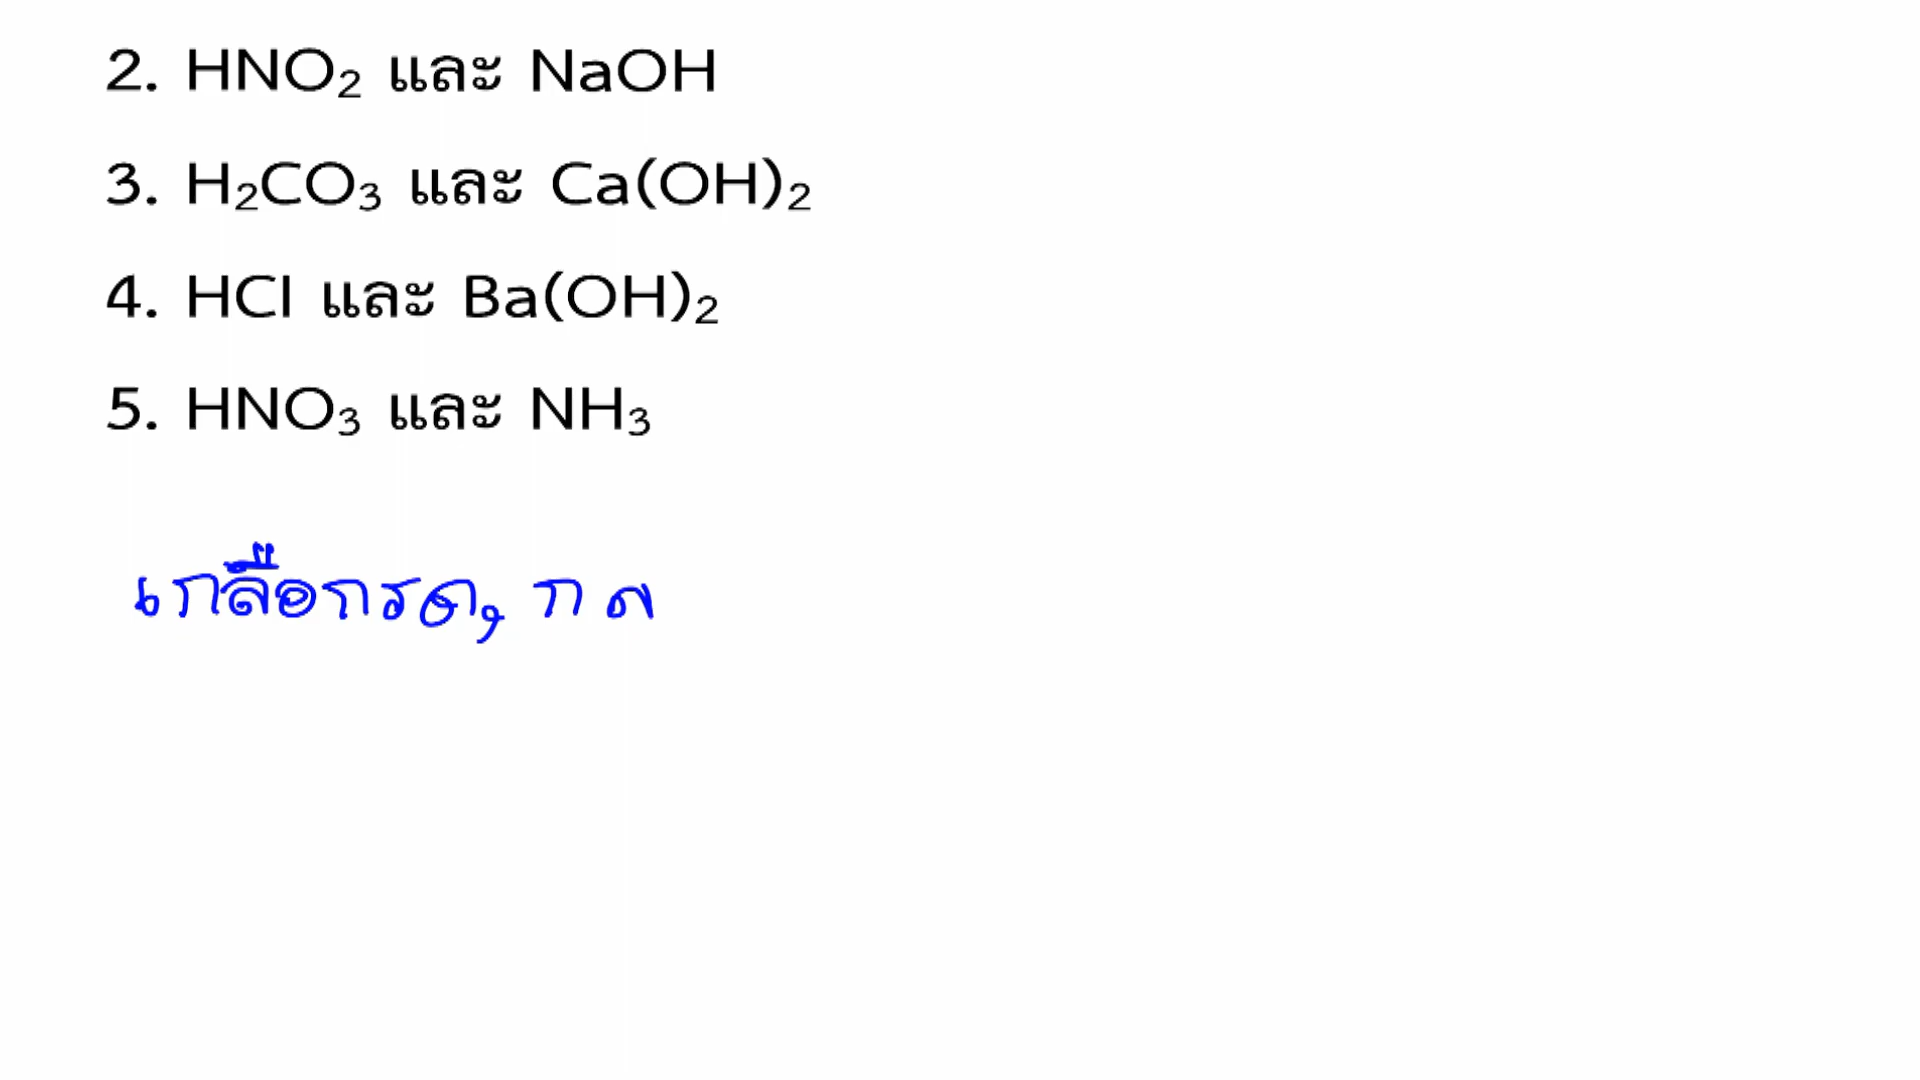 2. HNO₂ และ NaOH
3. H₂CO₃ และ Ca(OH)₂
4. HCl และ Ba(OH)₂
5. HNO₃ และ NH₃
เกลือกรด, ก ล